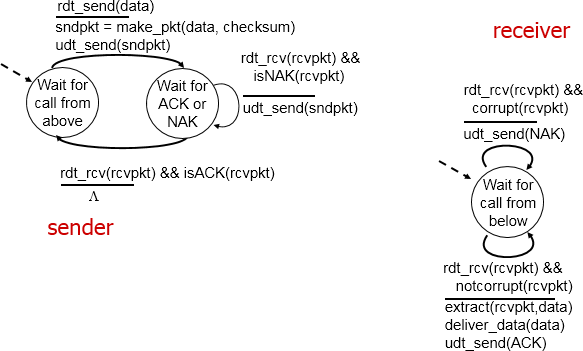 rdt_send(data)
sndpkt = make_pkt(data, checksum)
udt_send(sndpkt)
Wait for
call from
above
Wait for
ACK or
NAK
rdt_rcv(rcvpkt) &&
isNAK(rcvpkt)
udt_send(sndpkt)
rdt_rcv(rcvpkt) && isACK(rcvpkt)
Λ
sender
receiver
rdt_rcv(rcvpkt) &&
corrupt(rcvpkt)
udt_send(NAK)
Wait for
call from
below
rdt_rcv(rcvpkt) &&
notcorrupt(rcvpkt)
extract(rcvpkt,data)
deliver_data(data)
udt_send(ACK)